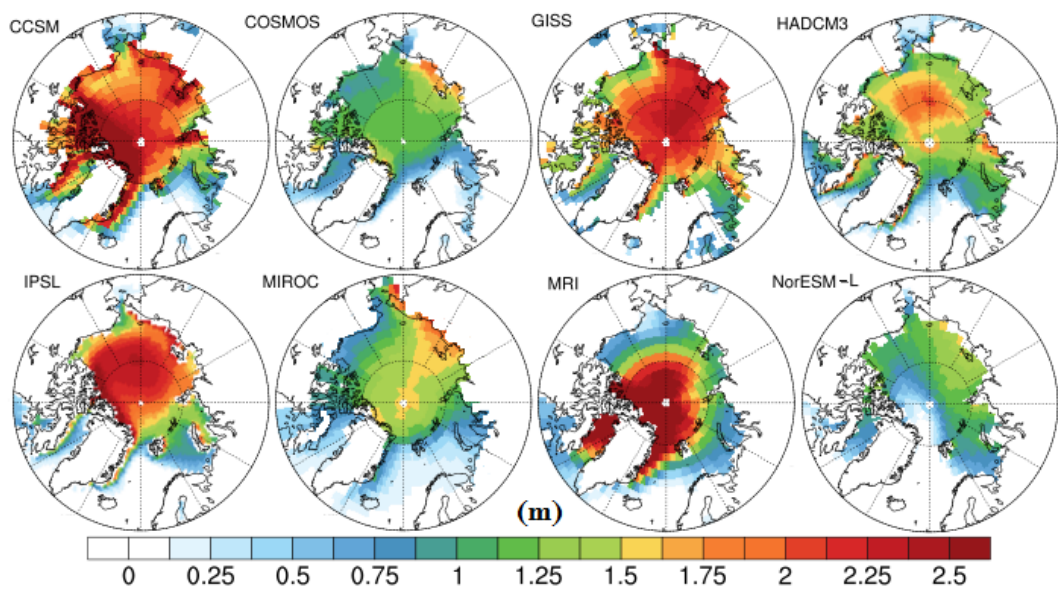 CCSM
COSMOS
GISS
HADCM3
IPSL
MIROC
MRI
NorESM-L
(m)
0 0.25 0.5 0.75 1 1.25 1.5 1.75 2 2.25 2.5